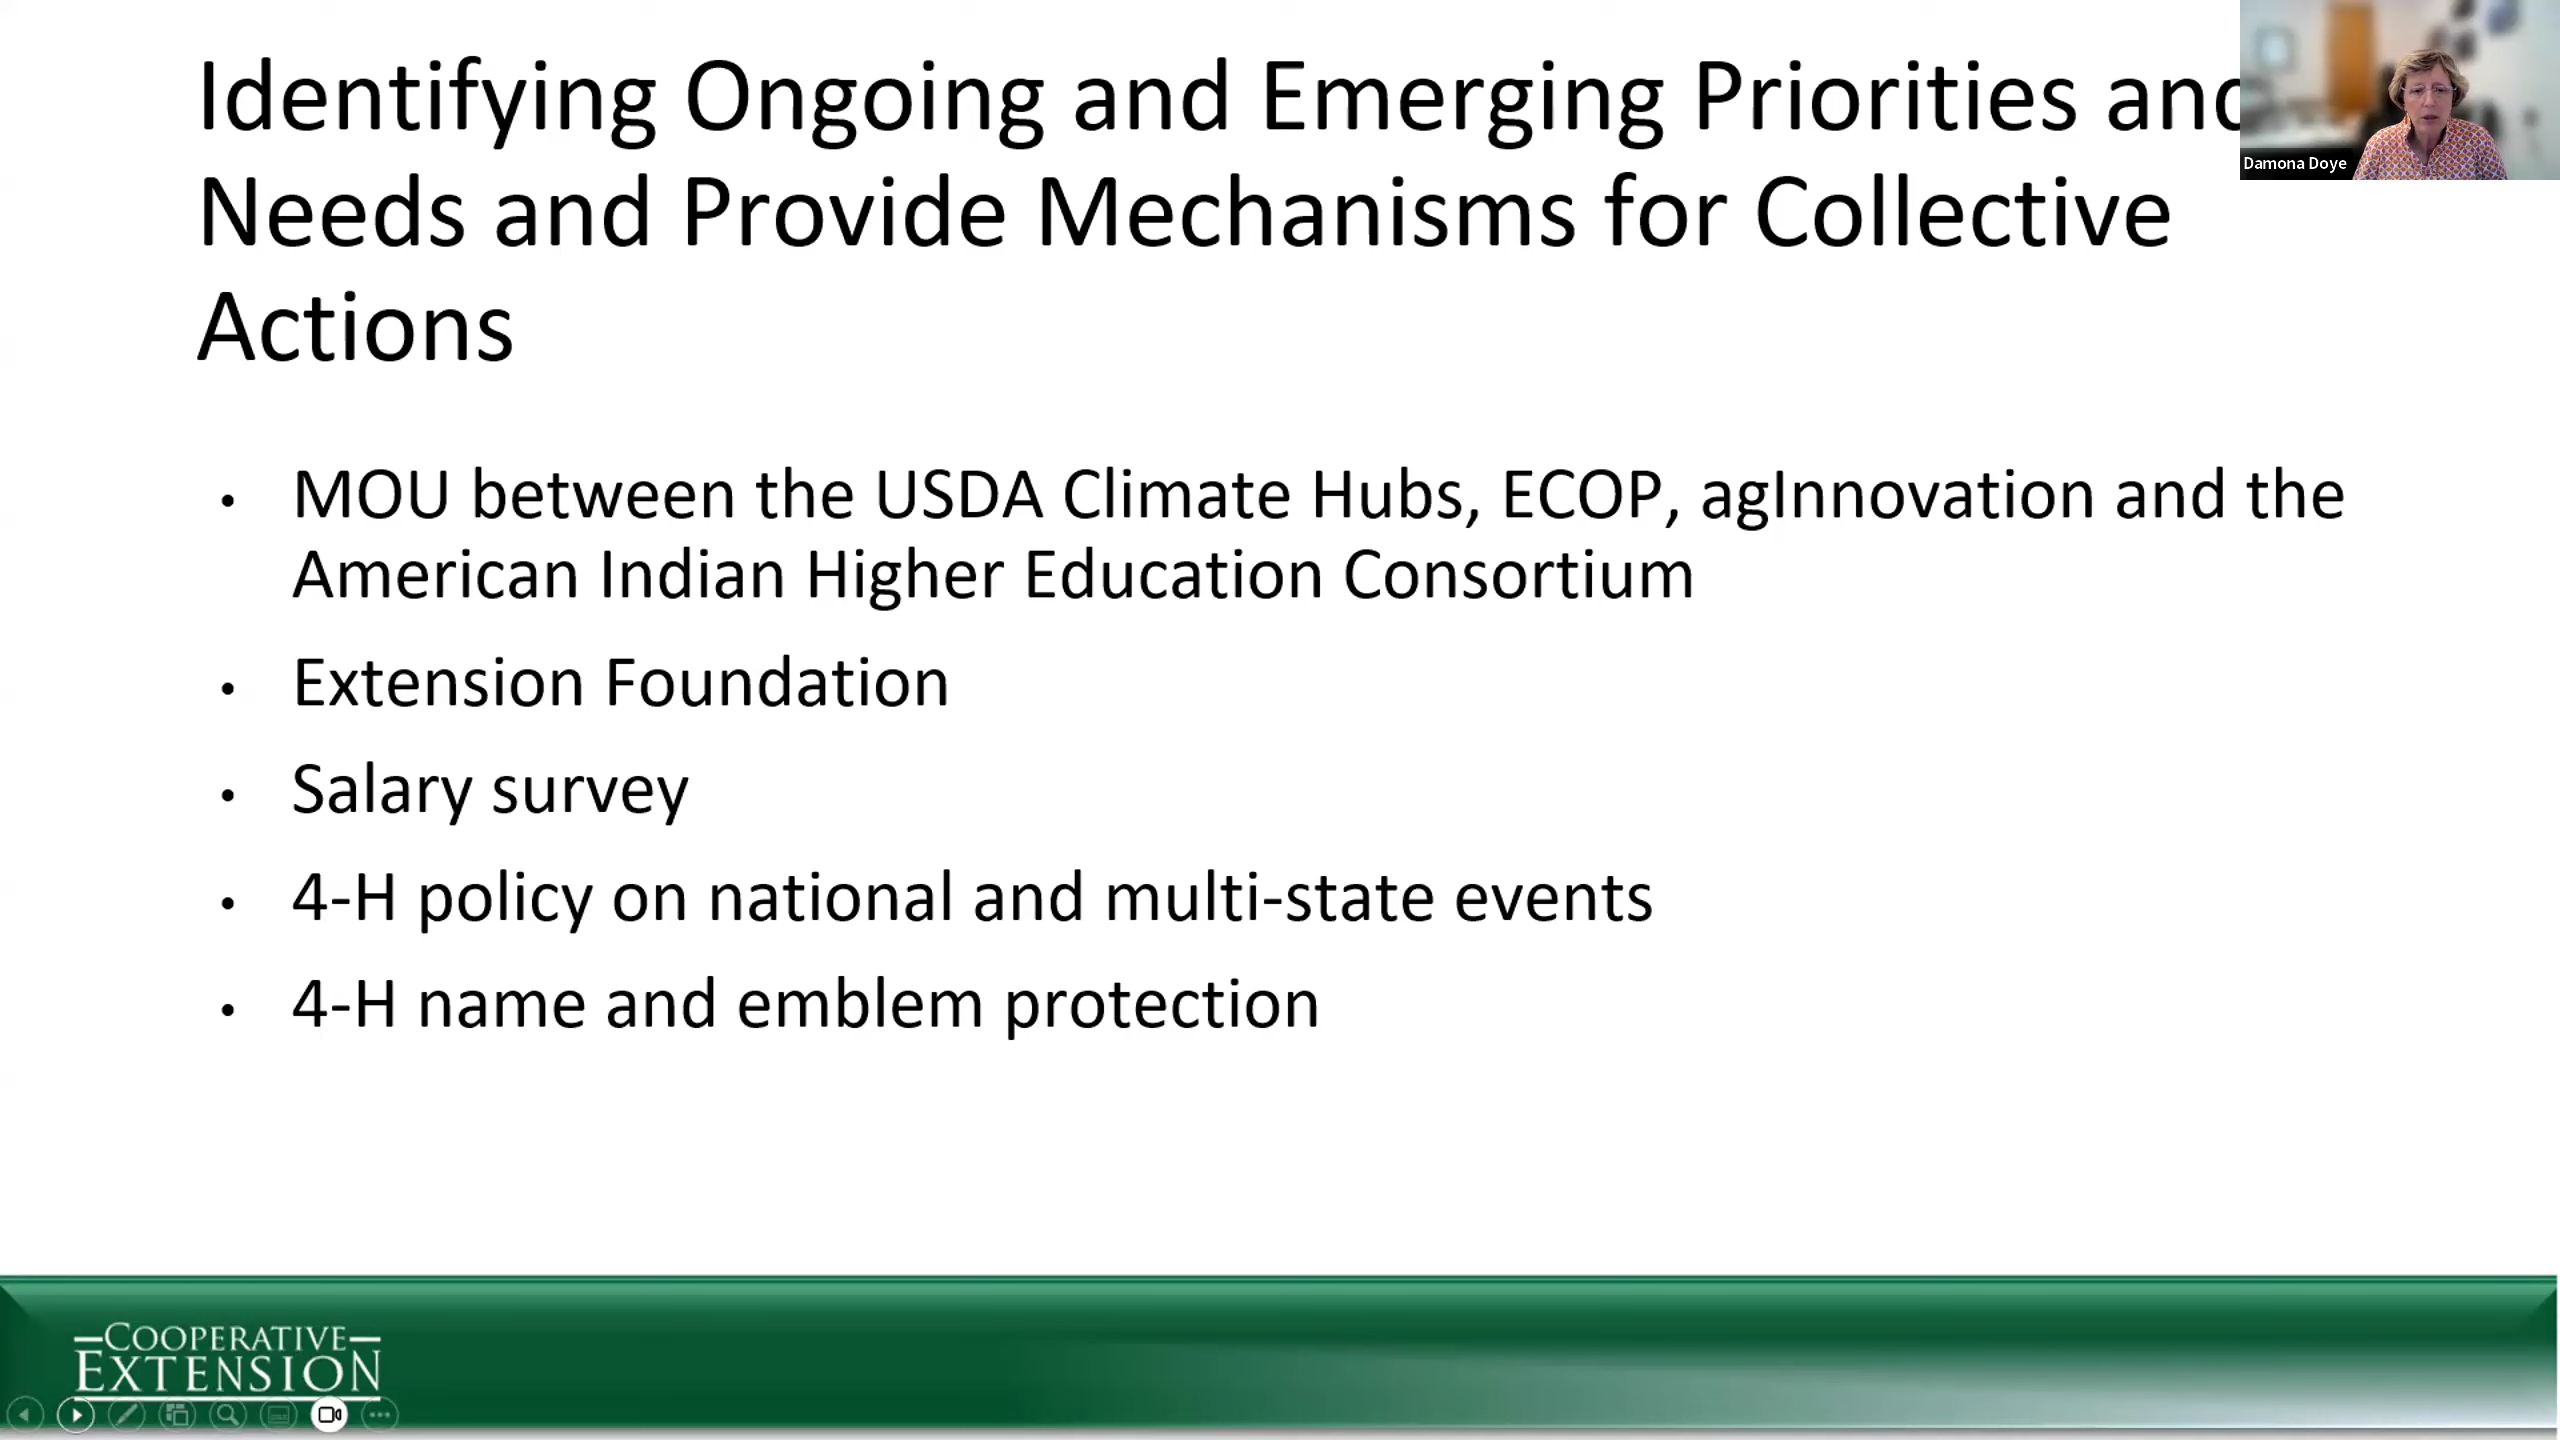 Identifying Ongoing and Emerging Priorities and
Needs and Provide Mechanisms for Collective
Actions
Damona Doye
• MOU between the USDA Climate Hubs, ECOP, agInnovation and the
American Indian Higher Education Consortium
• Extension Foundation
• Salary survey
• 4-H policy on national and multi-state events
• 4-H name and emblem protection
COOPERATIVE
EXTENSION